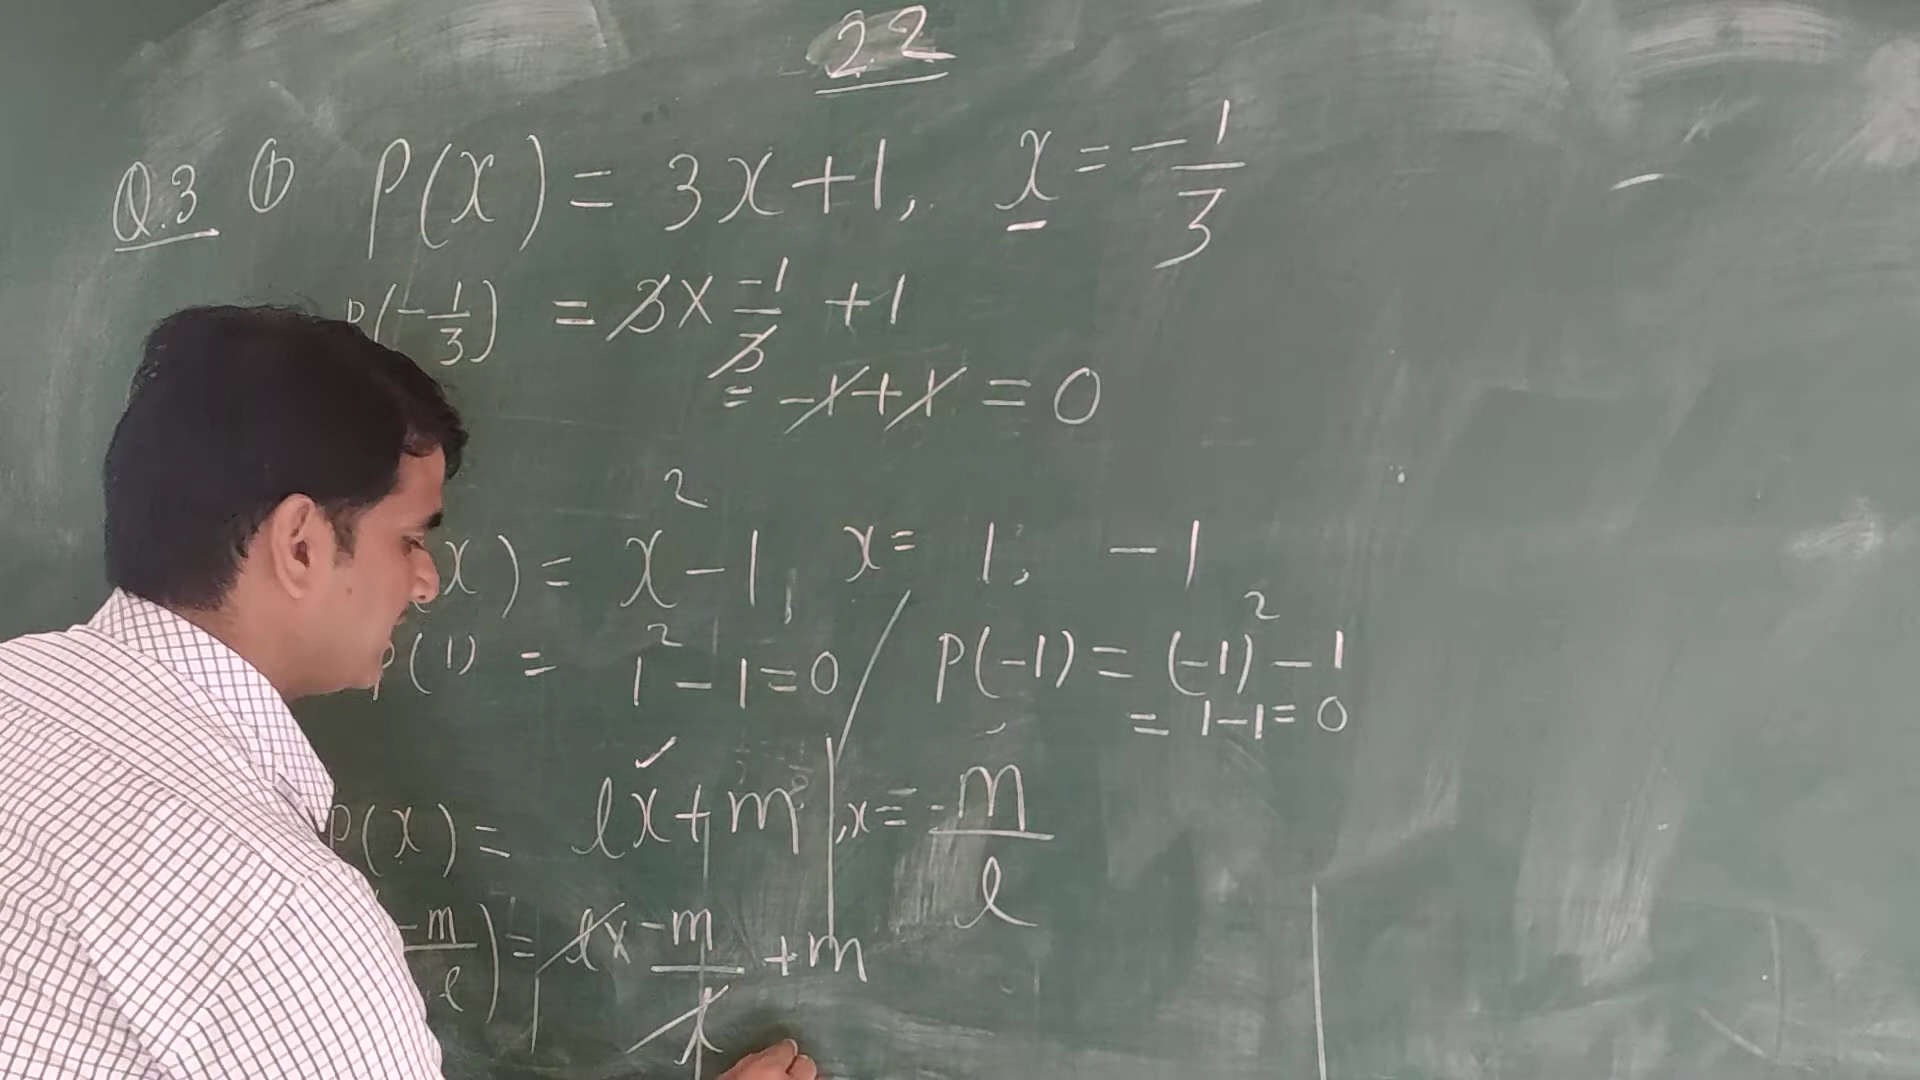 2.2
Q.3 ① P(x) = 3x+1, x = -1/3
P(-1/3) = 3 × -1/3 + 1
= -1 + 1 = 0
(x) = x² - 1, x = 1, -1
P(1) = 1² - 1 = 0 / P(-1) = (-1)² - 1
= 1 - 1 = 0
P(x) = lx + m, x = -m/l
-m/l) = l × -m/l + m